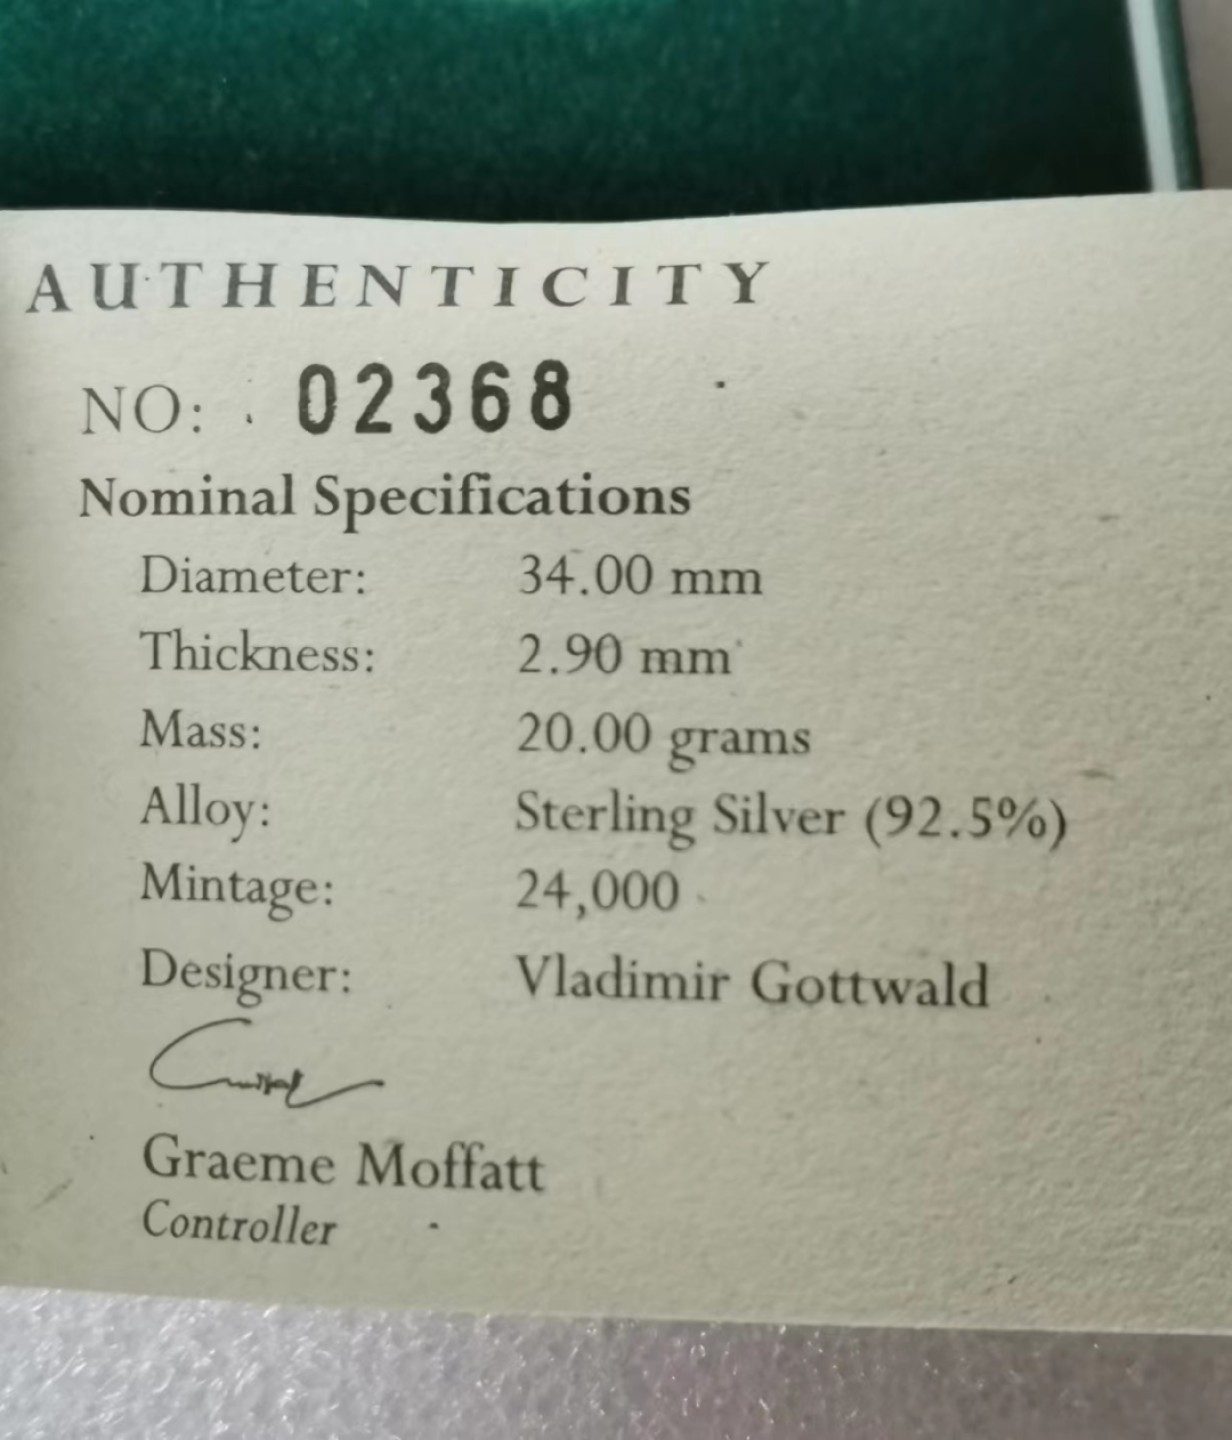 AUTHENTICITY
NO: 02368
Nominal Specifications
Diameter: 34.00 mm
Thickness: 2.90 mm
Mass: 20.00 grams
Alloy: Sterling Silver (92.5%)
Mintage: 24,000
Designer: Vladimir Gottwald
Graeme Moffatt
Controller